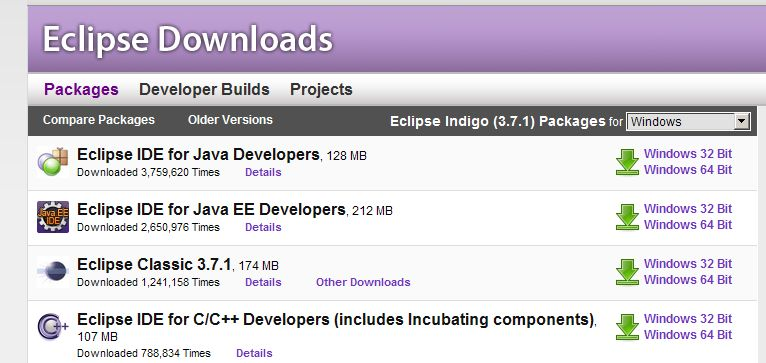 Eclipse Downloads
Packages Developer Builds Projects
Compare Packages Older Versions Eclipse Indigo (3.7.1) Packages for Windows
Eclipse IDE for Java Developers, 128 MB
Downloaded 3,759,620 Times Details
Windows 32 Bit
Windows 64 Bit
Java EE
IDE
Eclipse IDE for Java EE Developers, 212 MB
Downloaded 2,650,976 Times Details
Windows 32 Bit
Windows 64 Bit
Eclipse Classic 3.7.1, 174 MB
Downloaded 1,241,158 Times Details Other Downloads
Windows 32 Bit
Windows 64 Bit
C++
Eclipse IDE for C/C++ Developers (includes Incubating components),
107 MB
Downloaded 788,834 Times Details
Windows 32 Bit
Windows 64 Bit